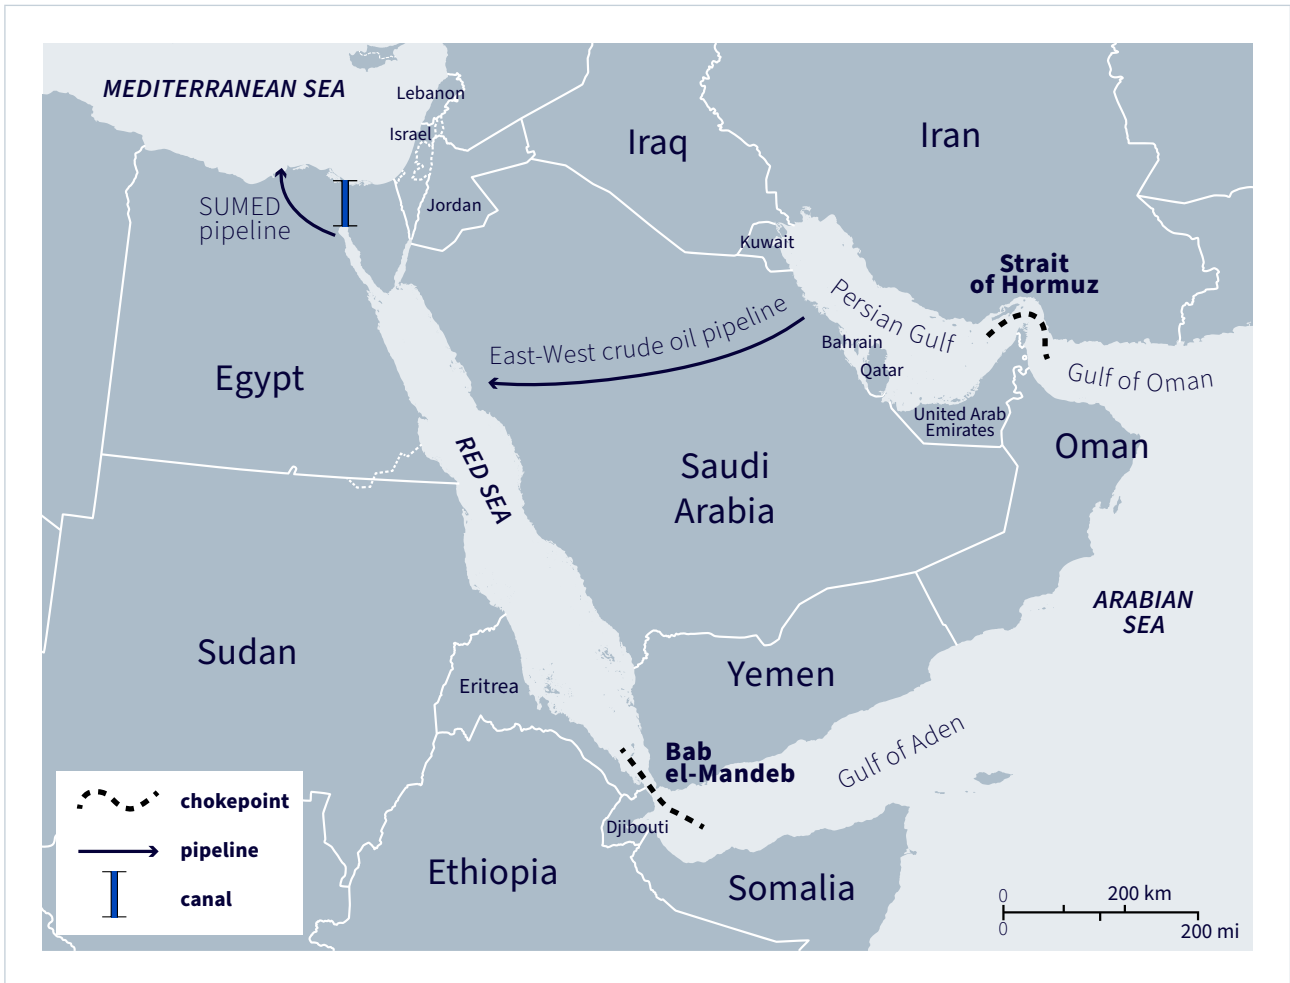 MEDITERRANEAN SEA
Lebanon
Israel
Iraq
Iran
SUMED
pipeline
Jordan
Kuwait
Strait
of Hormuz
Persian Gulf
East-West crude oil pipeline
Bahrain
Qatar
Gulf of Oman
Egypt
United Arab
Emirates
Oman
RED SEA
Saudi
Arabia
ARABIAN
SEA
Sudan
Yemen
Eritrea
Bab
el-Mandeb
Gulf of Aden
Djibouti
Ethiopia
Somalia
chokepoint
pipeline
canal
0
200 km
0
200 mi